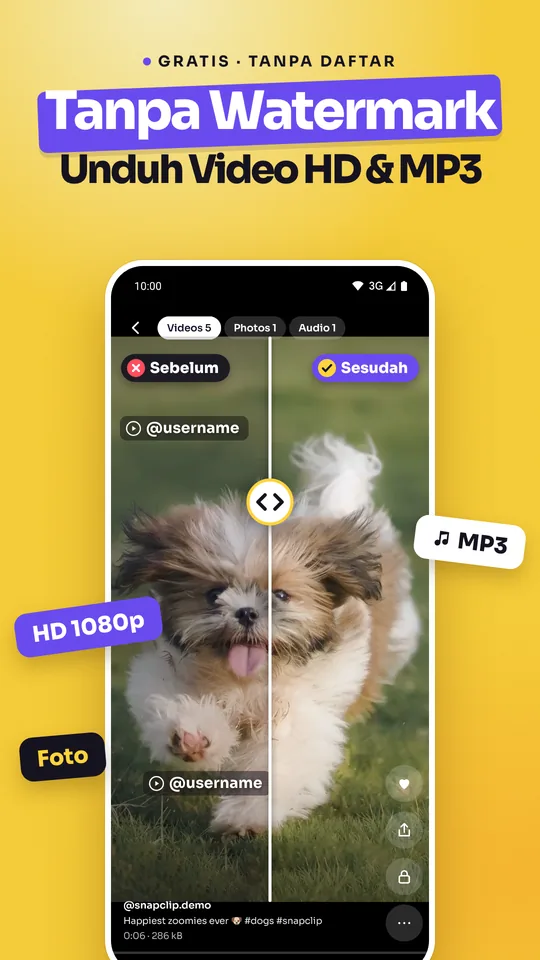 GRATIS · TANPA DAFTAR
Tanpa Watermark
Unduh Video HD & MP3
10:00
3G
Videos 5
Photos 1
Audio 1
Sebelum
Sesudah
@username
MP3
HD 1080p
Foto
@username
@snapclip.demo
Happiest zoomies ever 🐶 #dogs #snapclip
0:06 · 286 kB